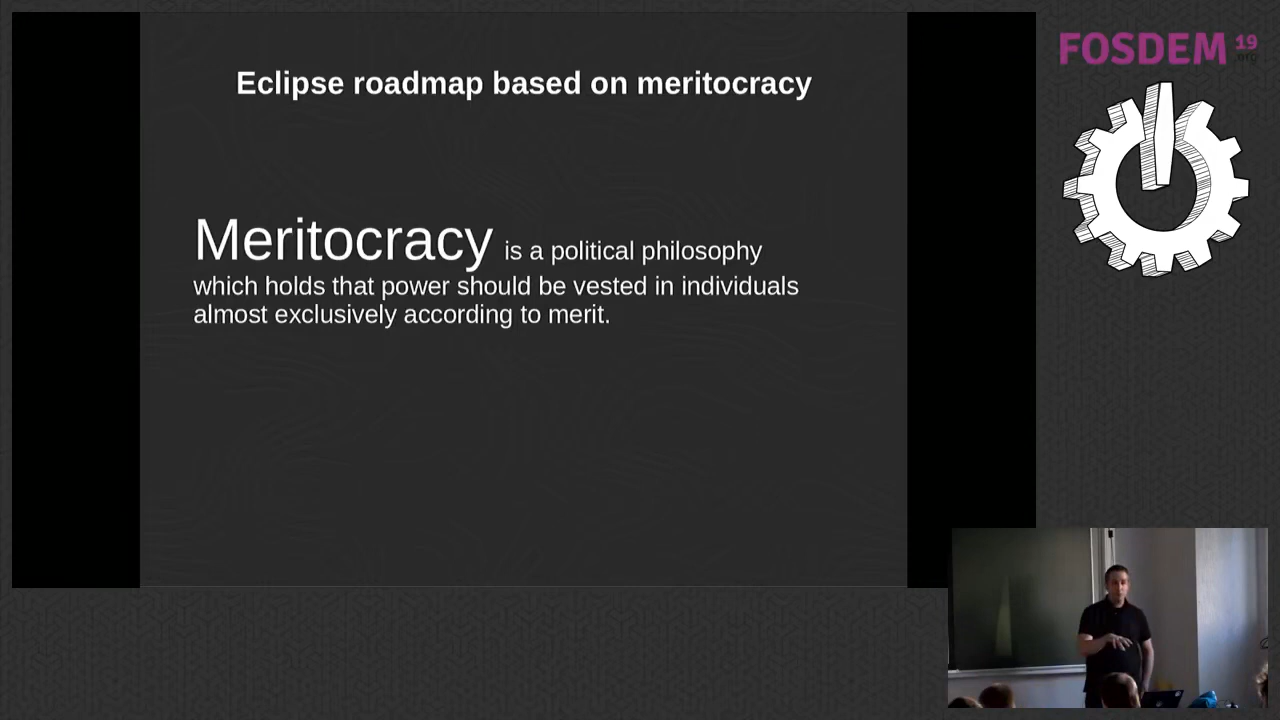 Eclipse roadmap based on meritocracy
Meritocracy is a political philosophy
which holds that power should be vested in individuals
almost exclusively according to merit.
FOSDEM 19
.org